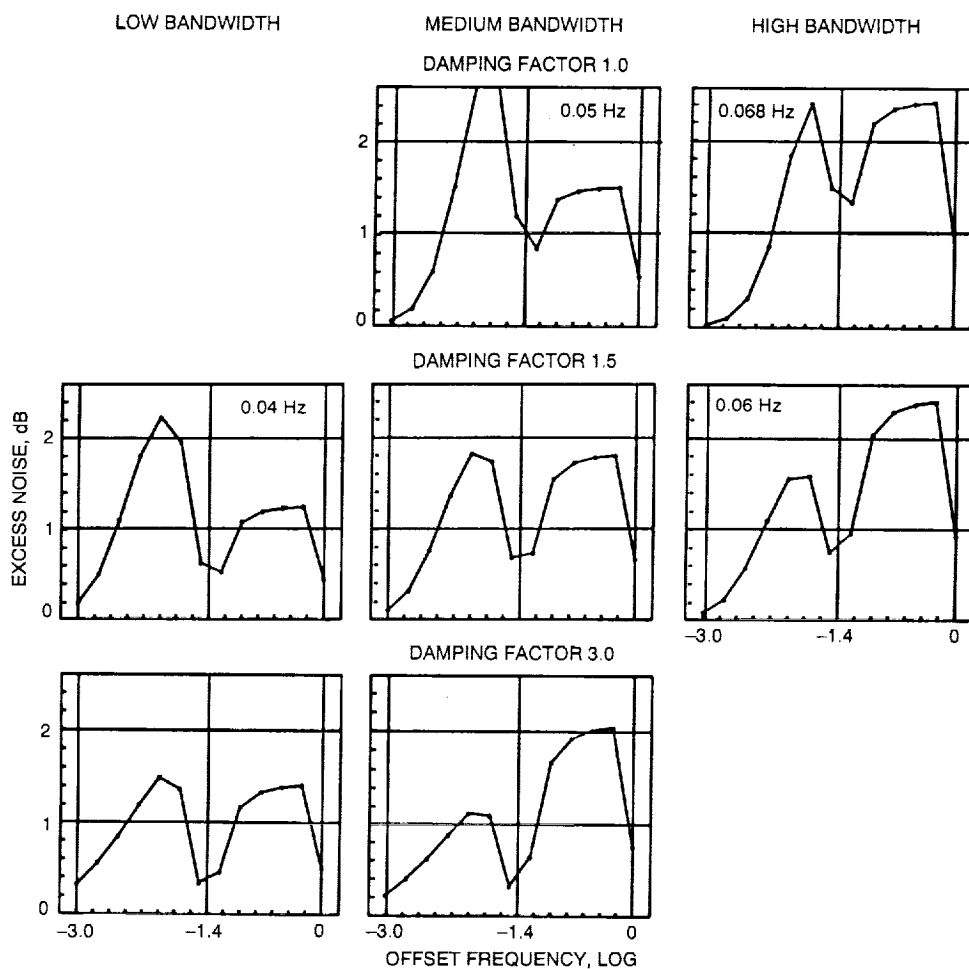 LOW BANDWIDTH
MEDIUM BANDWIDTH
HIGH BANDWIDTH
DAMPING FACTOR 1.0
0.05 Hz
0.068 Hz
2
1
0
DAMPING FACTOR 1.5
0.04 Hz
0.06 Hz
2
1
0
EXCESS NOISE, dB
−3.0
−1.4
0
DAMPING FACTOR 3.0
2
1
0
−3.0
−1.4
0
−3.0
−1.4
0
OFFSET FREQUENCY, LOG